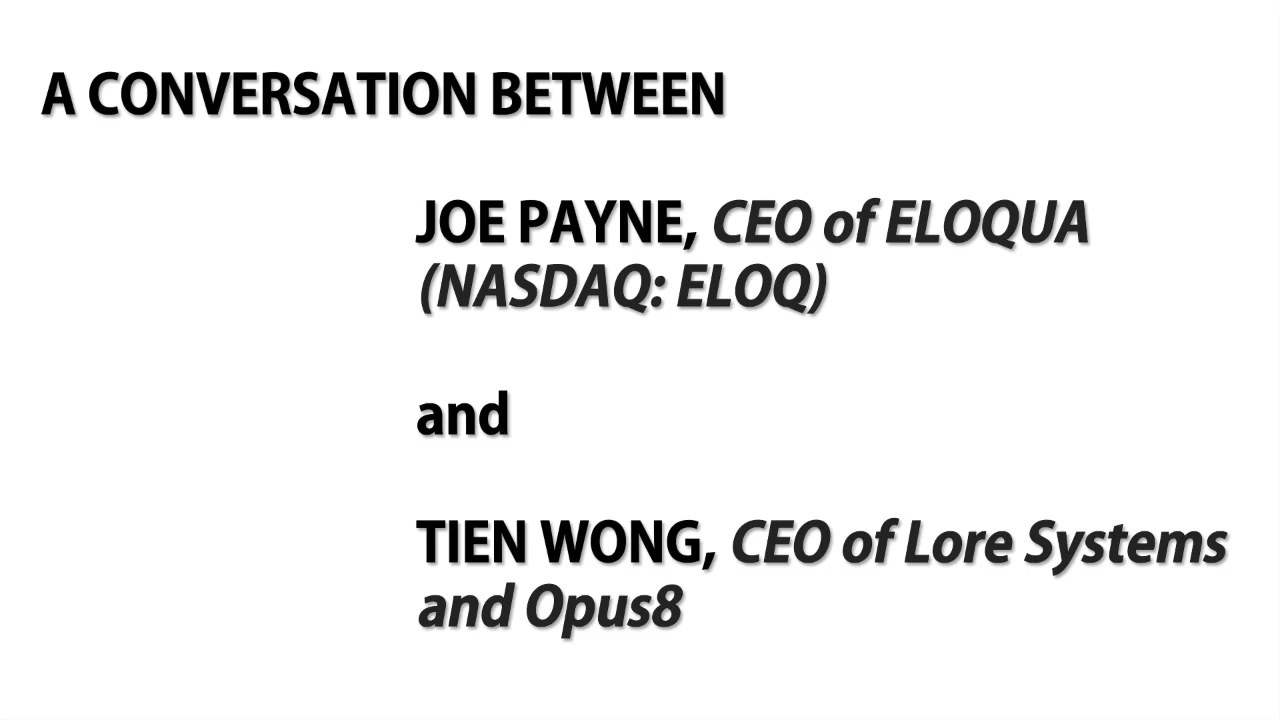 A CONVERSATION BETWEEN
JOE PAYNE, CEO of ELOQUA
(NASDAQ: ELOQ)
and
TIEN WONG, CEO of Lore Systems
and Opus8